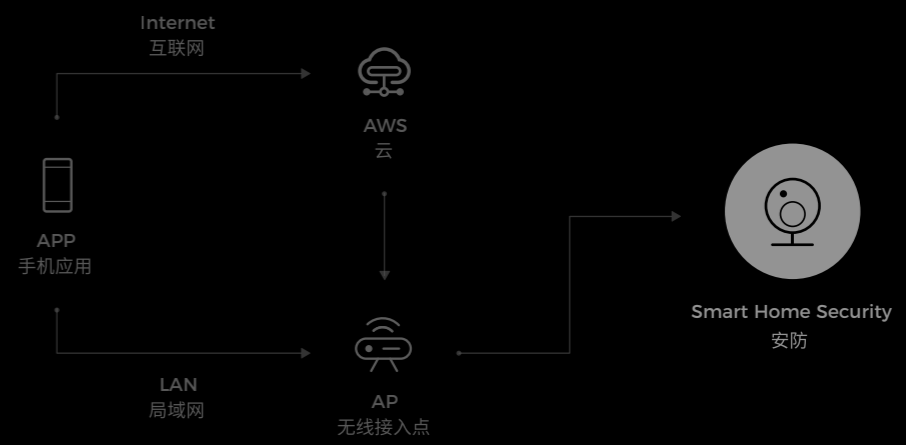 Internet
互联网
AWS
云
APP
手机应用
Smart Home Security
安防
LAN
局域网
AP
无线接入点